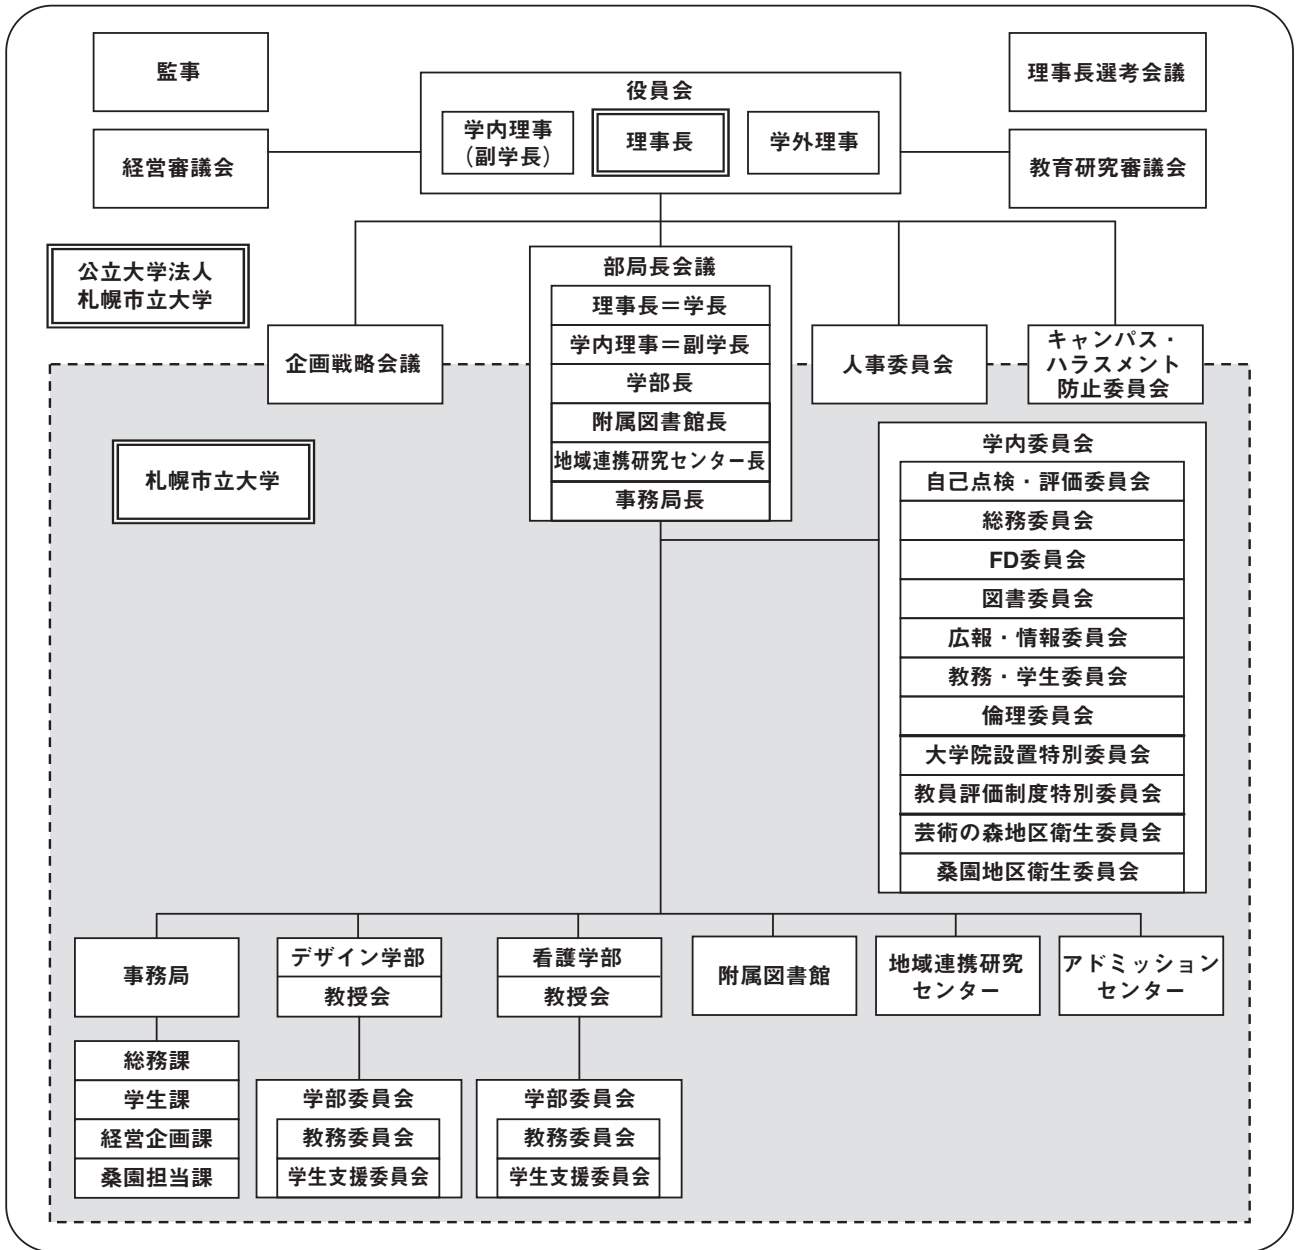 監事
理事長選考会議
役員会
学内理事
（副学長）
理事長
学外理事
経営審議会
教育研究審議会
公立大学法人
札幌市立大学
部局長会議
理事長＝学長
学内理事＝副学長
学部長
附属図書館長
地域連携研究センター長
事務局長
企画戦略会議
人事委員会
キャンパス・
ハラスメント
防止委員会
札幌市立大学
学内委員会
自己点検・評価委員会
総務委員会
FD委員会
図書委員会
広報・情報委員会
教務・学生委員会
倫理委員会
大学院設置特別委員会
教員評価制度特別委員会
芸術の森地区衛生委員会
桑園地区衛生委員会
事務局
デザイン学部
教授会
看護学部
教授会
附属図書館
地域連携研究
センター
アドミッション
センター
総務課
学生課
経営企画課
桑園担当課
学部委員会
教務委員会
学生支援委員会
学部委員会
教務委員会
学生支援委員会